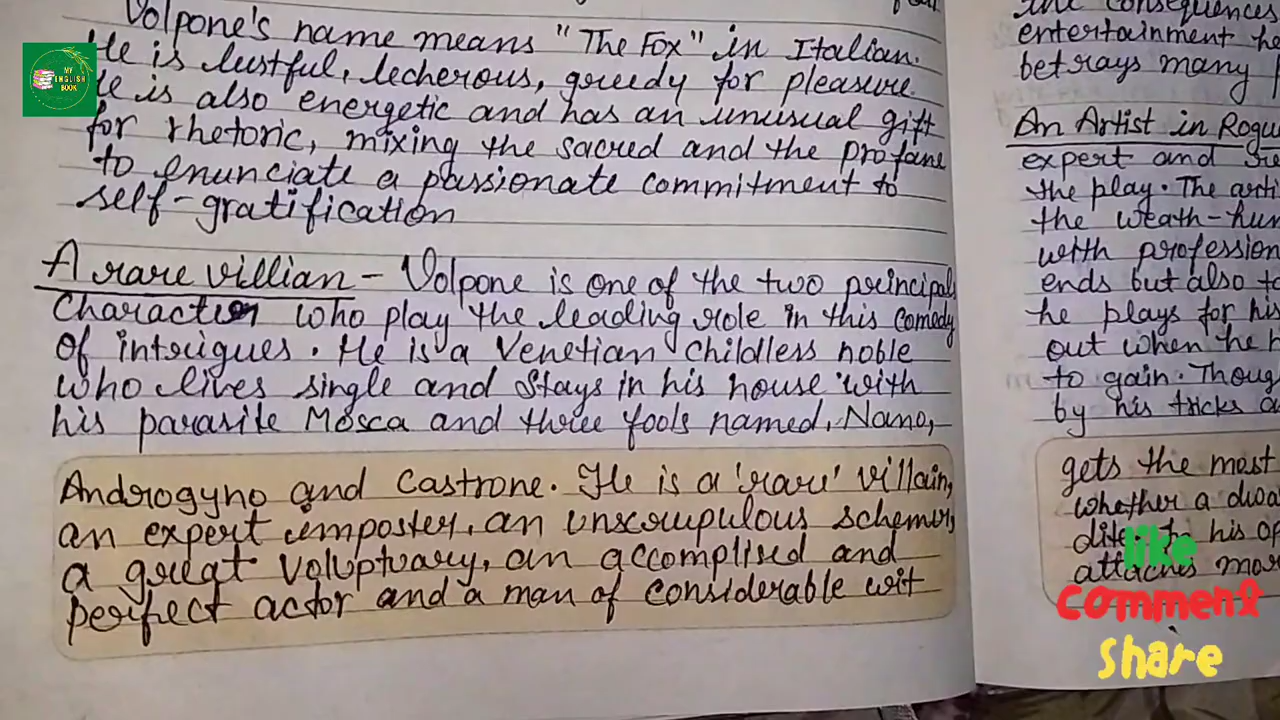 Volpone's name means "The Fox" in Italian.
He is lustful, lecherous, greedy for pleasure.
He is also energetic and has an unusual gift
for rhetoric, mixing the sacred and the profane
to enunciate a passionate commitment to
self-gratification
A rare villian - Volpone is one of the two principal
Character who play the leading role in this comedy
of intrigues. He is a Venetian childless noble
who lives single and stays in his house with
his parasite Mosca and three fools named, Nano,
Androgyno and Castrone. He is a 'rare' villain,
an expert imposter, an unscrupulous schemer,
a great voluptuary, an accomplised and
perfect actor and a man of considerable wit
the consequences
entertainment he
betrays many
An Artist in Rogu
expert and
the play. The arti
the weath-hun
with profession
ends but also to
he plays for his
out when he h
to gain. Thoug
by his tricks a
gets the most
whether a
his op
attaches mor
MY
ENGLISH
BOOK
like
Comment
Share